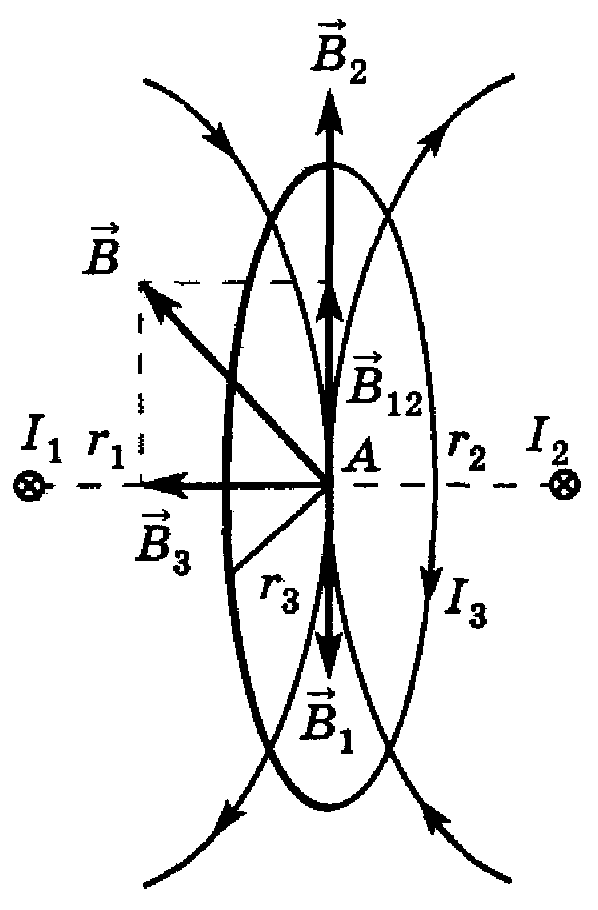 B⃗₂
B⃗
B⃗₁₂
I₁ r₁ A r₂ I₂
B⃗₃
r₃ I₃
B⃗₁